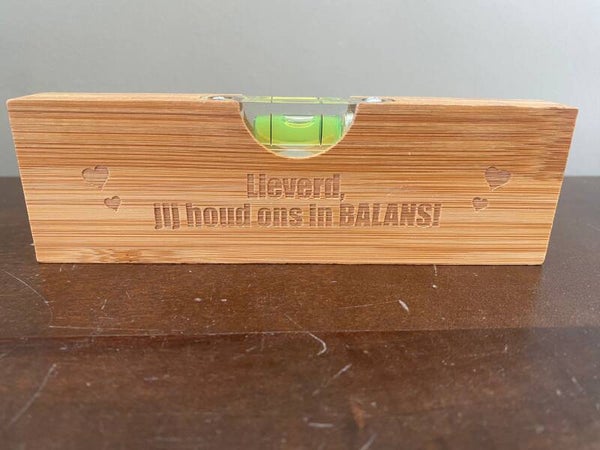 Lieverd,
jij houd ons in BALANS!